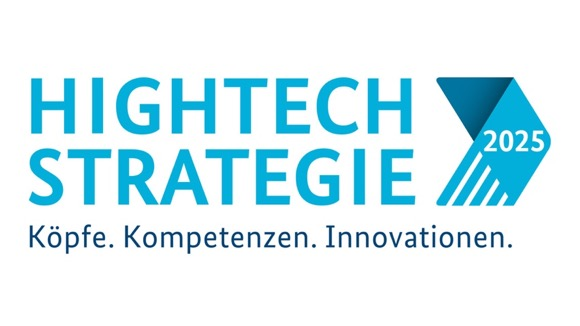 HIGHTECH
STRATEGIE
2025
Köpfe. Kompetenzen. Innovationen.